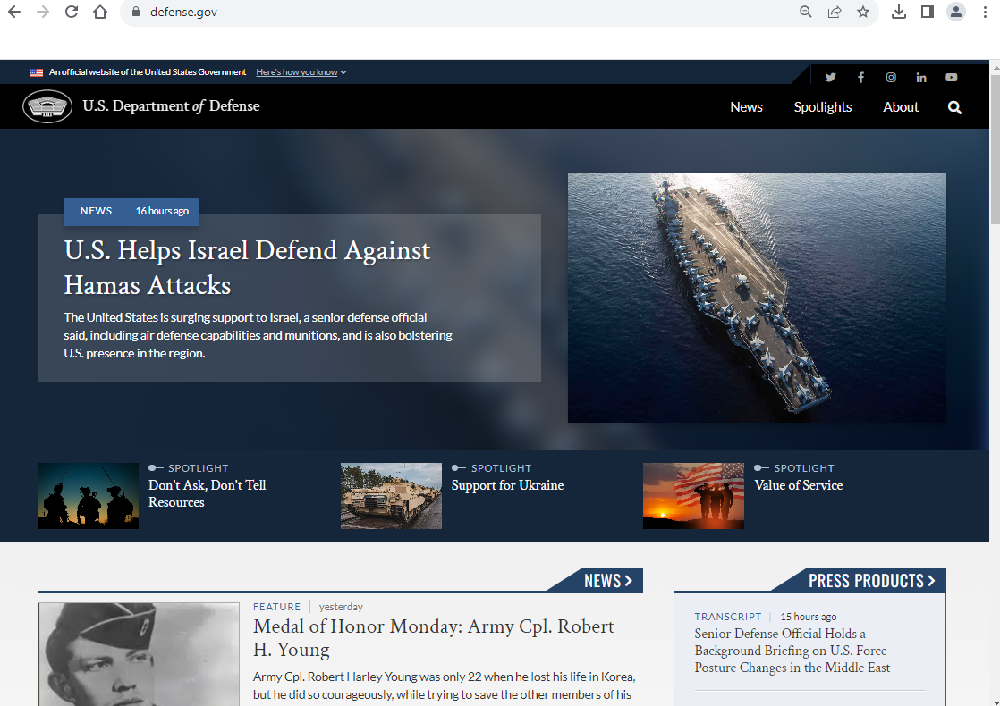 defense.gov
An official website of the United States Government Here's how you know
U.S. Department of Defense
News Spotlights About
NEWS 16 hours ago
U.S. Helps Israel Defend Against
Hamas Attacks
The United States is surging support to Israel, a senior defense official
said, including air defense capabilities and munitions, and is also bolstering
U.S. presence in the region.
SPOTLIGHT
Don't Ask, Don't Tell
Resources
SPOTLIGHT
Support for Ukraine
SPOTLIGHT
Value of Service
NEWS
FEATURE yesterday
Medal of Honor Monday: Army Cpl. Robert
H. Young
Army Cpl. Robert Harley Young was only 22 when he lost his life in Korea,
but he did so courageously, while trying to save the other members of his
PRESS PRODUCTS
TRANSCRIPT 15 hours ago
Senior Defense Official Holds a
Background Briefing on U.S. Force
Posture Changes in the Middle East